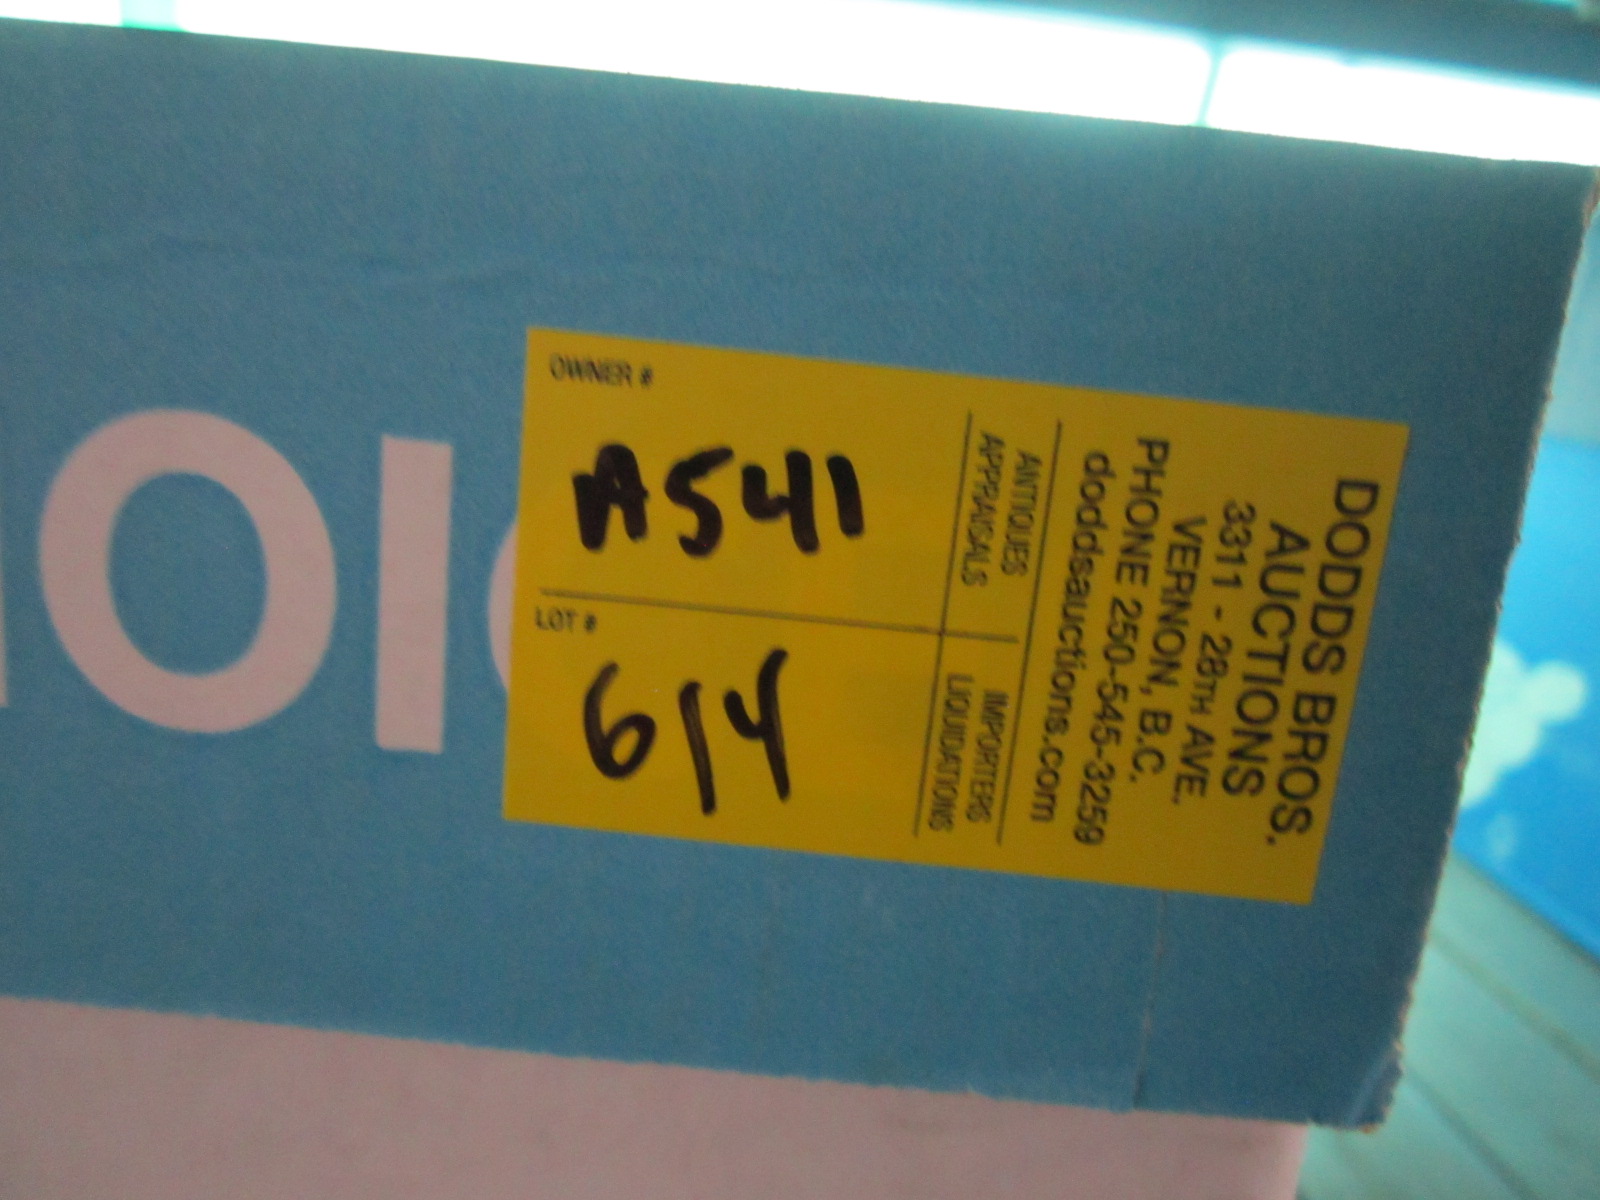 OI
DODDS BROS.
AUCTIONS
3311 - 28TH AVE.
VERNON, B.C.
PHONE 250-545-3259
doddsauctions.com
ANTIQUES
APPRAISALS
IMPORTERS
LIQUIDATIONS
OWNER #
A541
LOT #
614